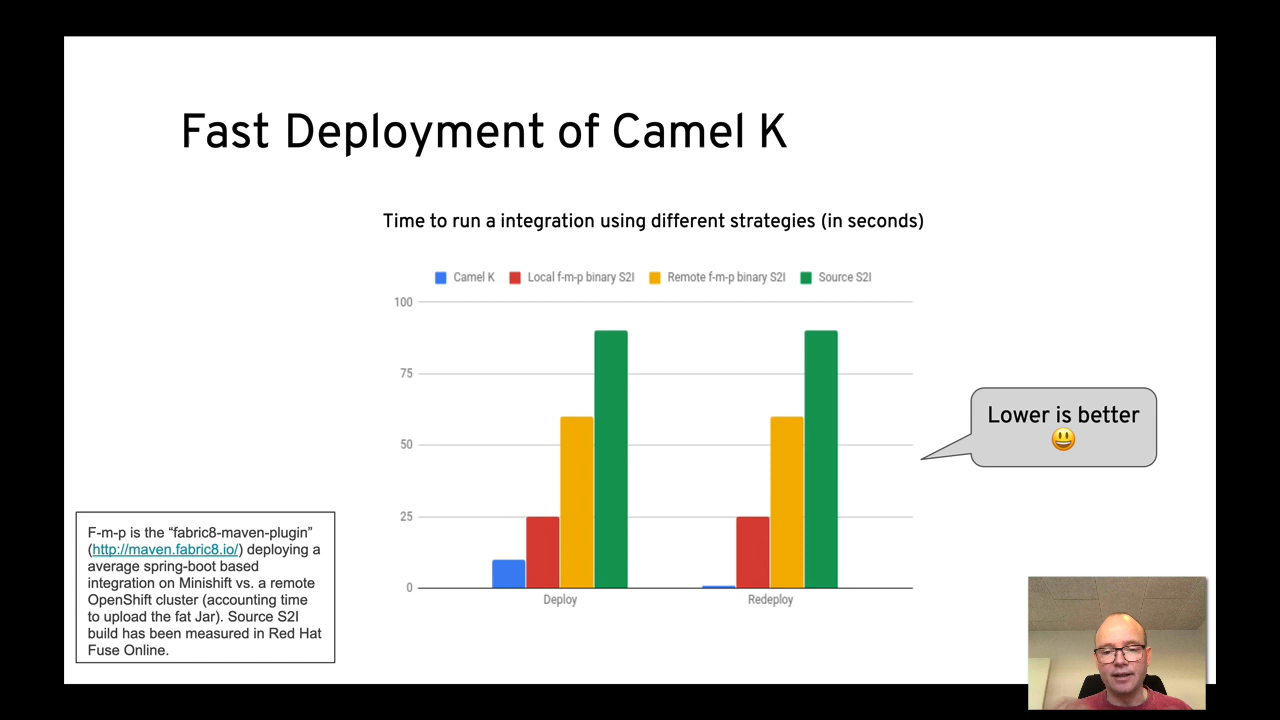 Fast Deployment of Camel K
Time to run a integration using different strategies (in seconds)
Camel K Local f-m-p binary S2I Remote f-m-p binary S2I Source S2I
100
75
50
25
0
Deploy Redeploy
Lower is better
😃
F-m-p is the “fabric8-maven-plugin”
(http://maven.fabric8.io/) deploying a
average spring-boot based
integration on Minishift vs. a remote
OpenShift cluster (accounting time
to upload the fat Jar). Source S2I
build has been measured in Red Hat
Fuse Online.